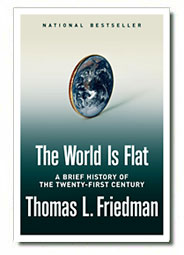 NATIONAL BESTSELLER
The World Is Flat
A BRIEF HISTORY
OF THE TWENTY-FIRST CENTURY
Thomas L. Friedman